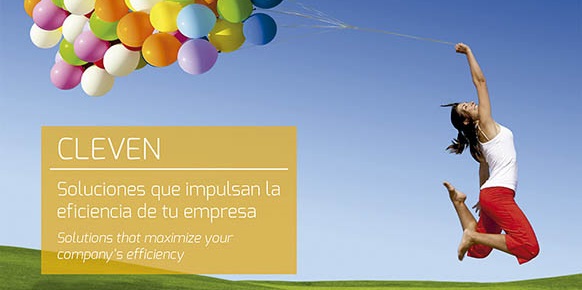 CLEVEN
Soluciones que impulsan la
eficiencia de tu empresa
Solutions that maximize your
company's efficiency